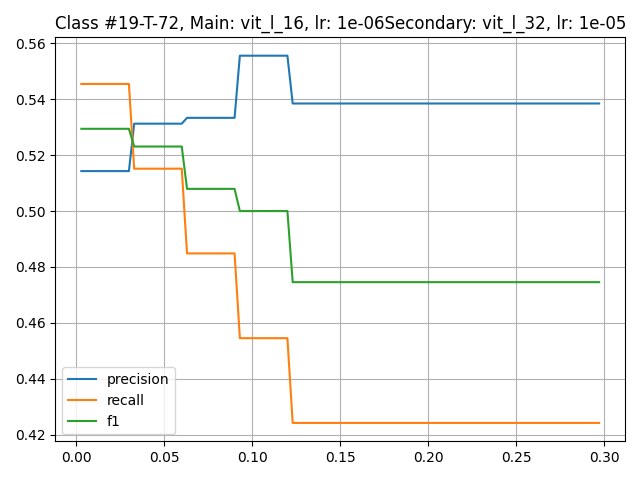 Class #19-T-72, Main: vit_l_16, lr: 1e-06Secondary: vit_l_32, lr: 1e-05
0.56
0.54
0.52
0.50
0.48
0.46
0.44
0.42
precision
recall
f1
0.00 0.05 0.10 0.15 0.20 0.25 0.30